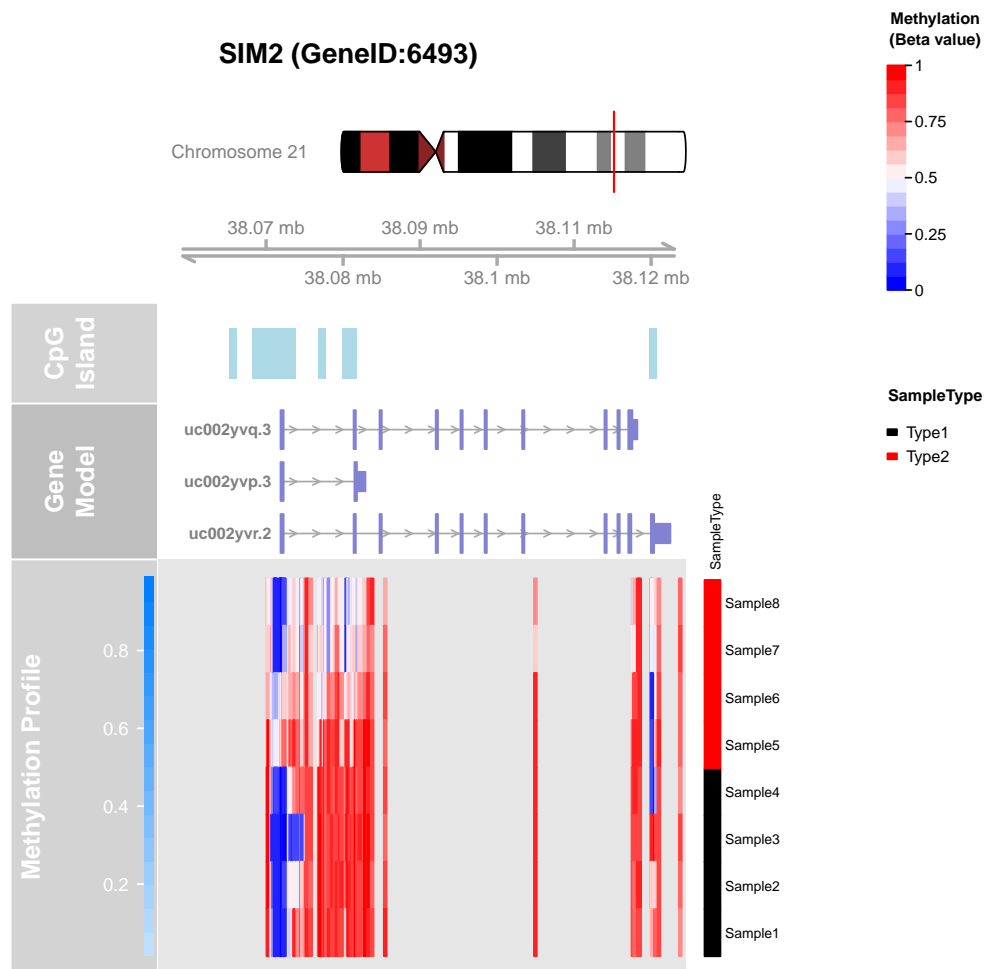 Methylation
(Beta value)
SIM2 (GeneID:6493)
1
0.75
0.5
0.25
0
Chromosome 21
38.07 mb
38.09 mb
38.11 mb
38.08 mb
38.1 mb
38.12 mb
CpG
Island
SampleType
Type1
Type2
Gene
Model
uc002yvq.3
uc002yvp.3
uc002yvr.2
SampleType
Methylation Profile
0.8
0.6
0.4
0.2
Sample8
Sample7
Sample6
Sample5
Sample4
Sample3
Sample2
Sample1